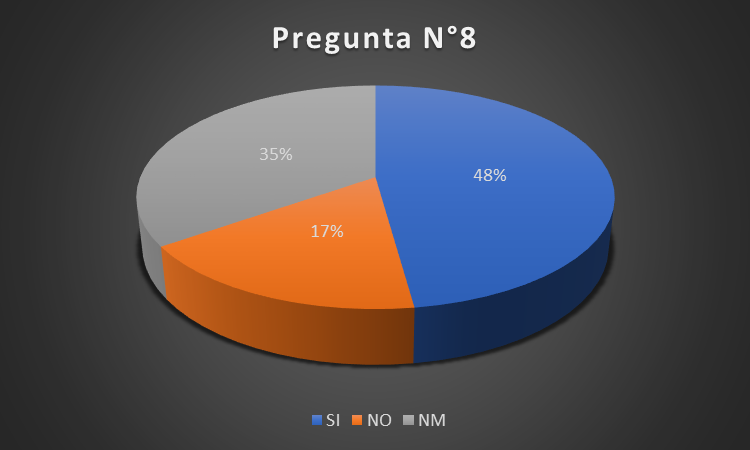 Pregunta N°8
35%
48%
17%
SI NO NM